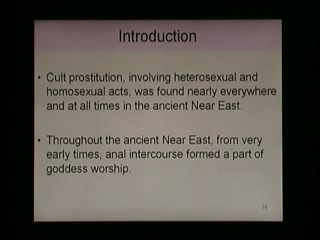 Introduction
• Cult prostitution, involving heterosexual and
homosexual acts, was found nearly everywhere
and at all times in the ancient Near East.
• Throughout the ancient Near East, from very
early times, anal intercourse formed a part of
goddess worship.